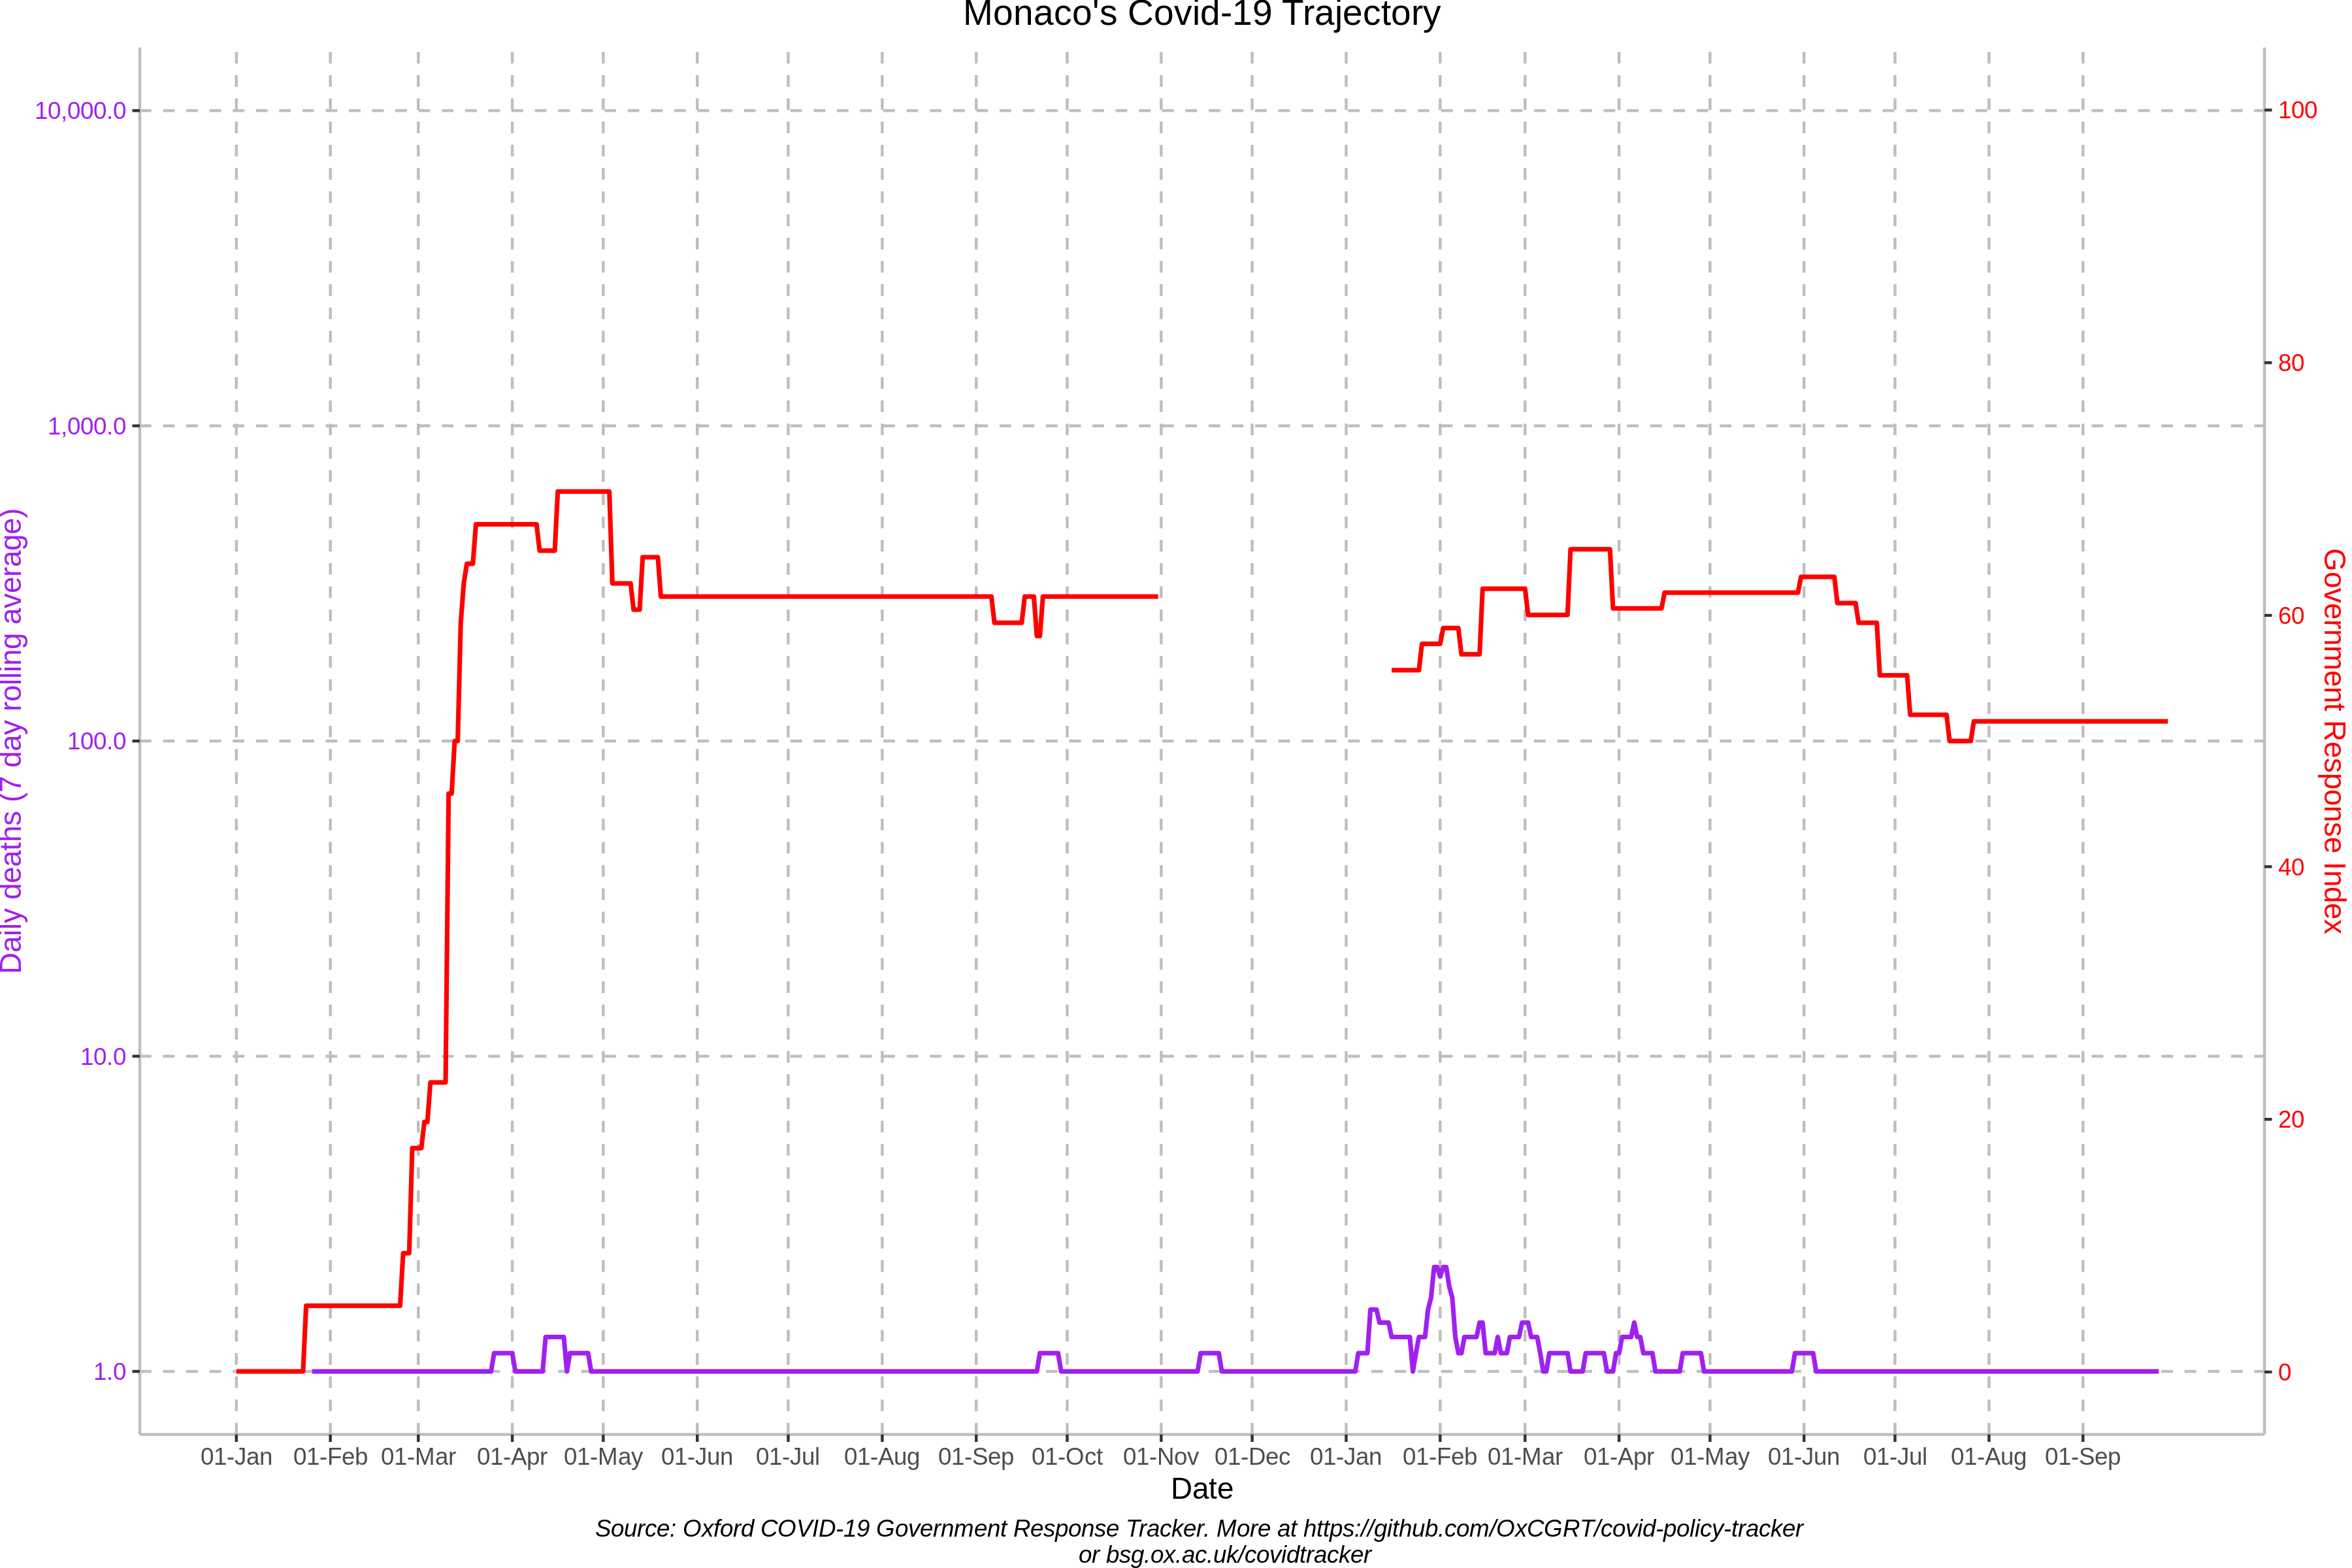 Monaco's Covid-19 Trajectory
10,000.0
1,000.0
100.0
10.0
1.0
Daily deaths (7 day rolling average)
100
80
60
40
20
0
Government Response Index
01-Jan 01-Feb 01-Mar 01-Apr 01-May 01-Jun 01-Jul 01-Aug 01-Sep 01-Oct 01-Nov 01-Dec 01-Jan 01-Feb 01-Mar 01-Apr 01-May 01-Jun 01-Jul 01-Aug 01-Sep
Date
Source: Oxford COVID-19 Government Response Tracker. More at https://github.com/OxCGRT/covid-policy-tracker
or bsg.ox.ac.uk/covidtracker